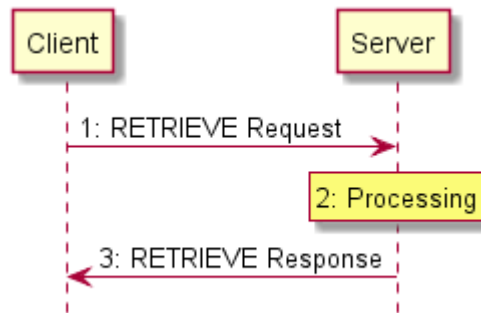 Client
Server
1: RETRIEVE Request
2: Processing
3: RETRIEVE Response